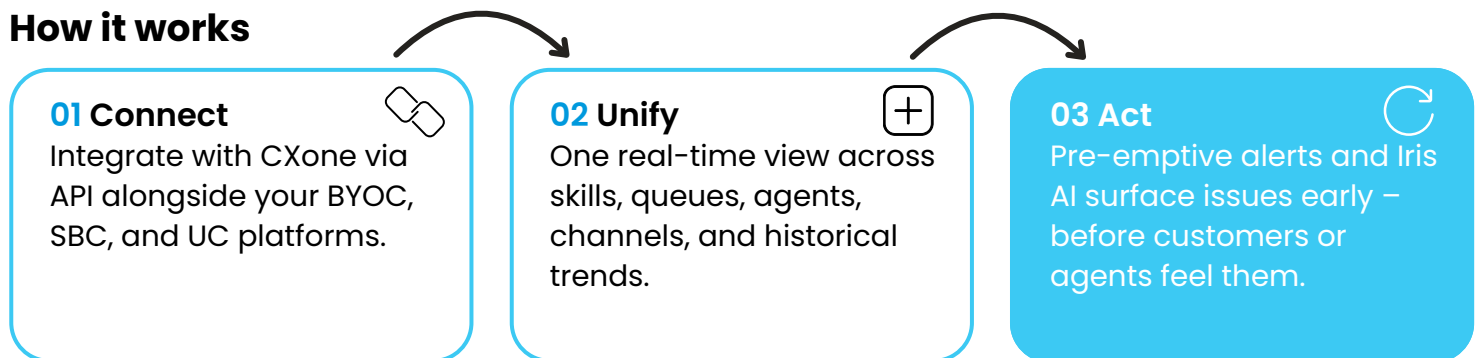 How it works
01 Connect
Integrate with CXone via
API alongside your BYOC,
SBC, and UC platforms.
02 Unify
One real-time view across
skills, queues, agents,
channels, and historical
trends.
03 Act
Pre-emptive alerts and Iris
AI surface issues early –
before customers or
agents feel them.